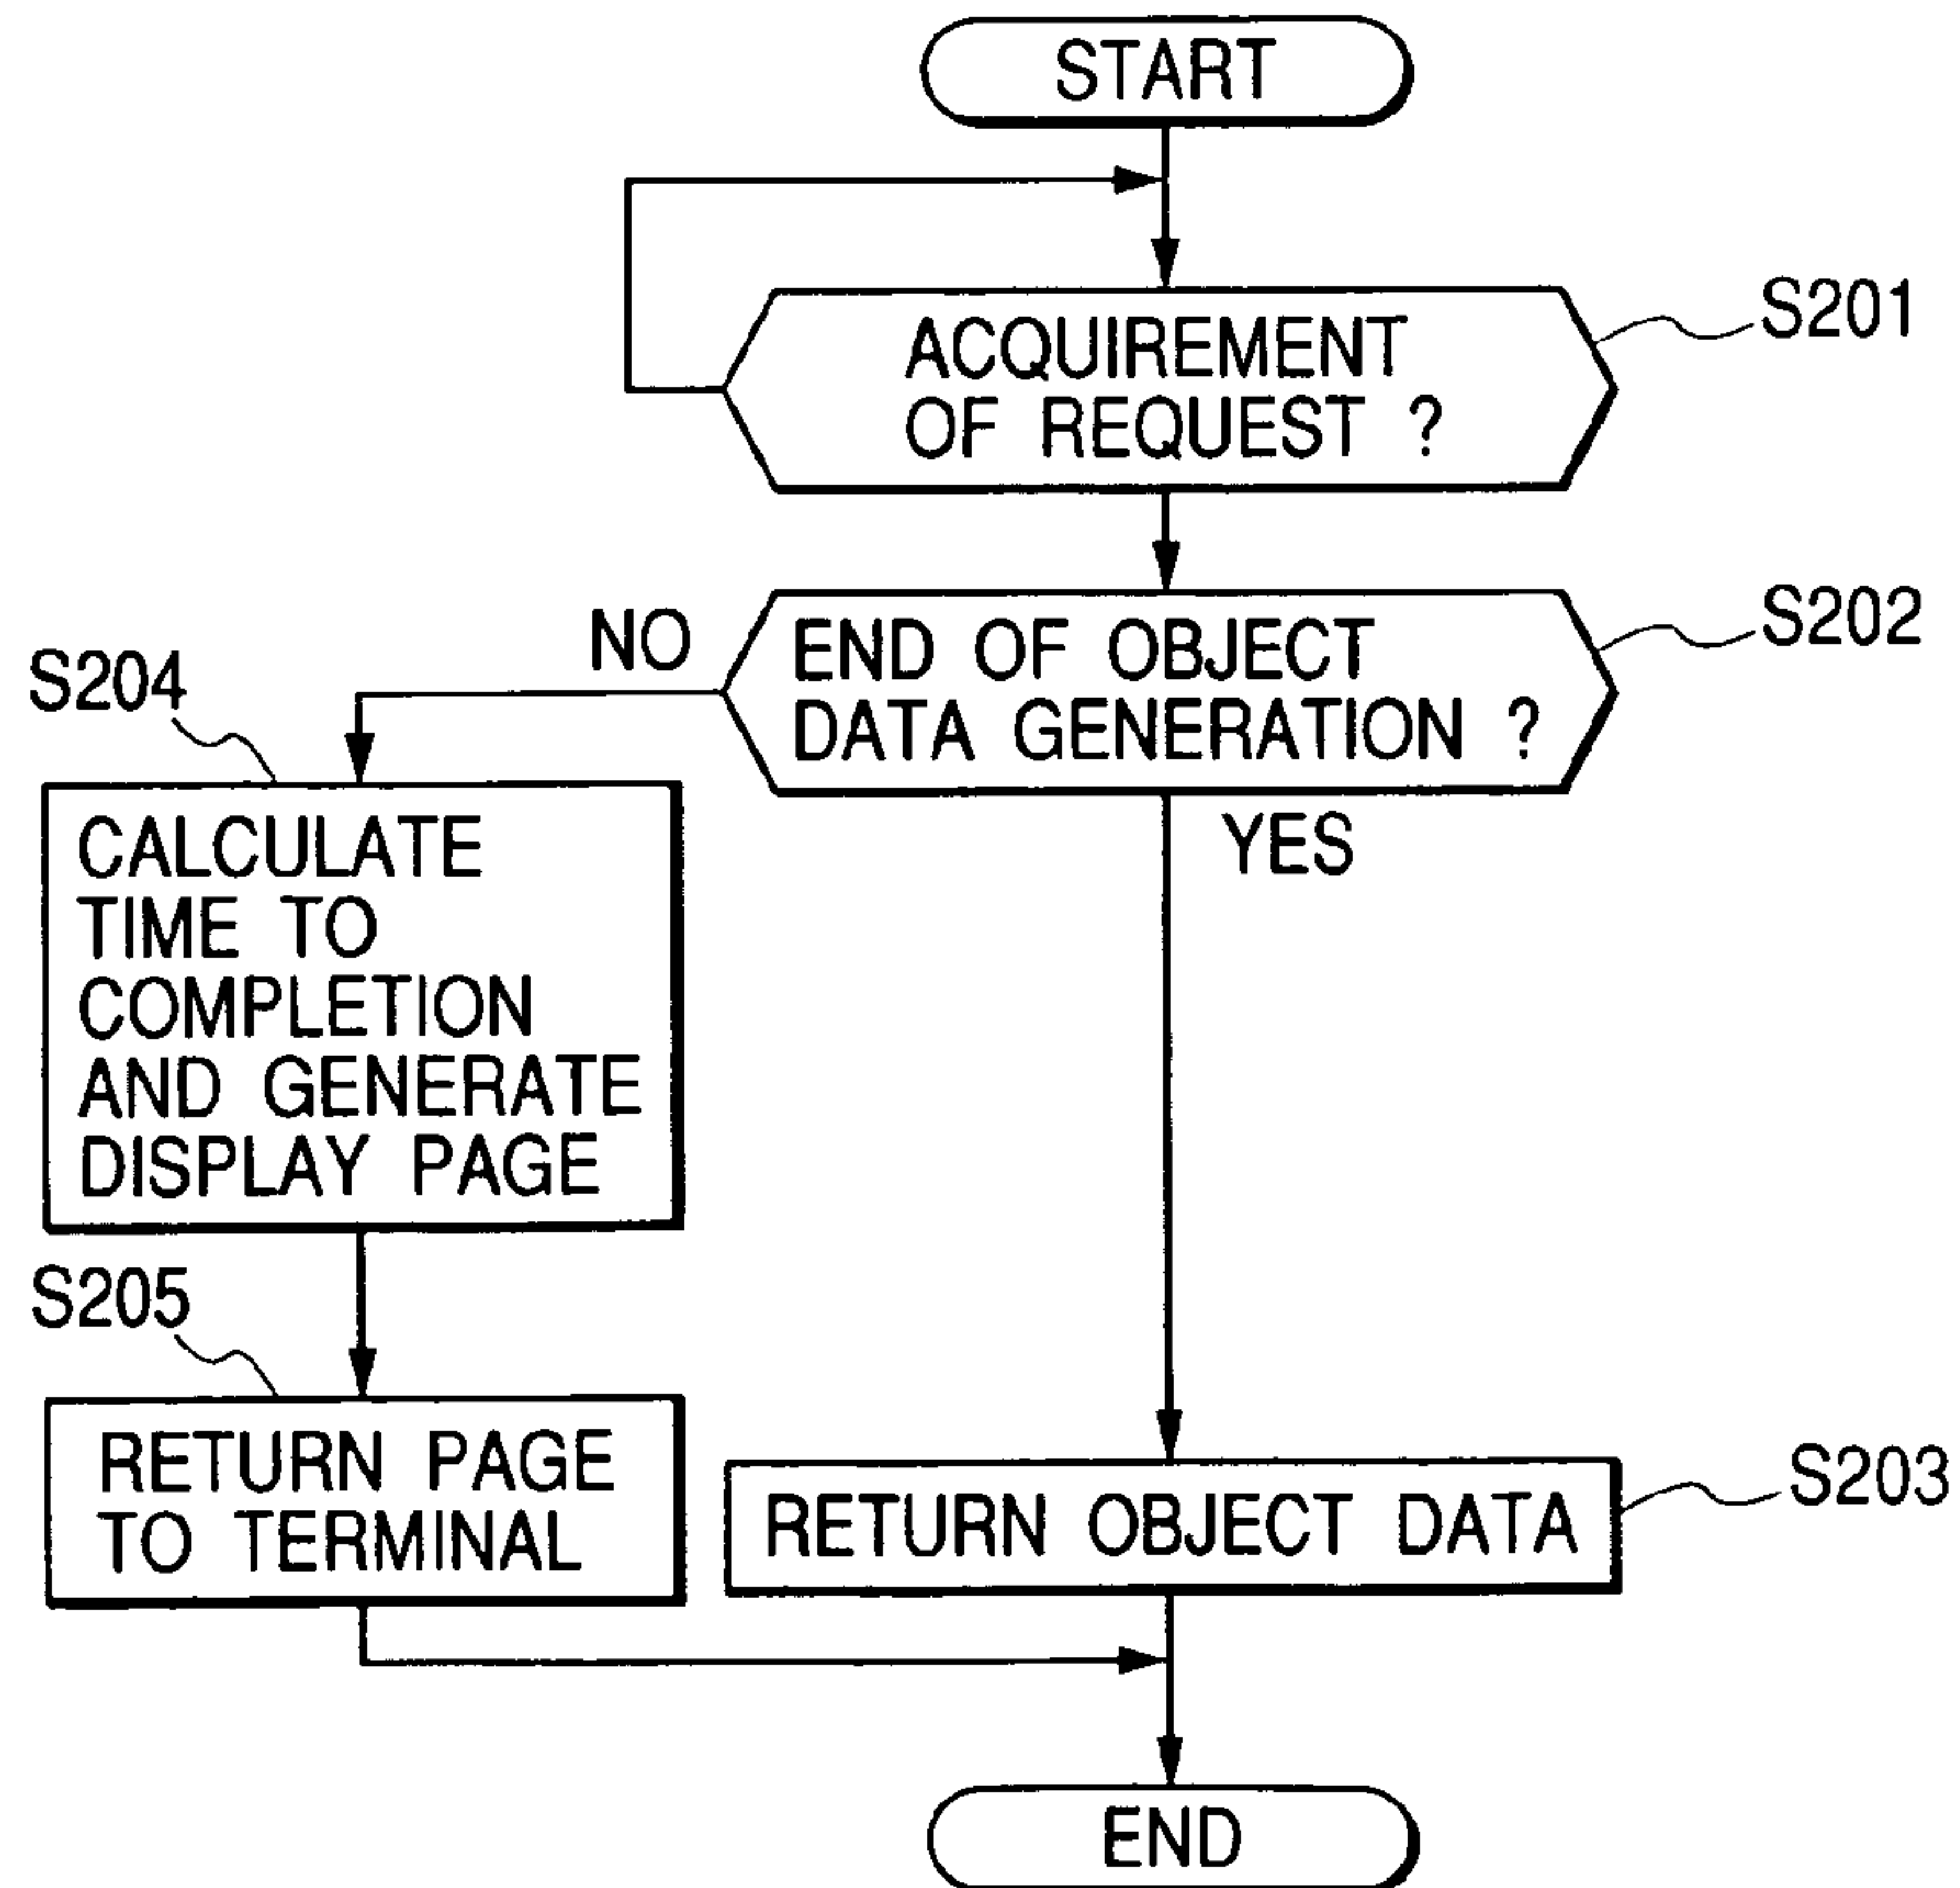 START
ACQUIREMENT
OF REQUEST ?
S201
END OF OBJECT
DATA GENERATION ?
S202
NO
YES
S204
CALCULATE
TIME TO
COMPLETION
AND GENERATE
DISPLAY PAGE
S205
RETURN PAGE
TO TERMINAL
RETURN OBJECT DATA
S203
END